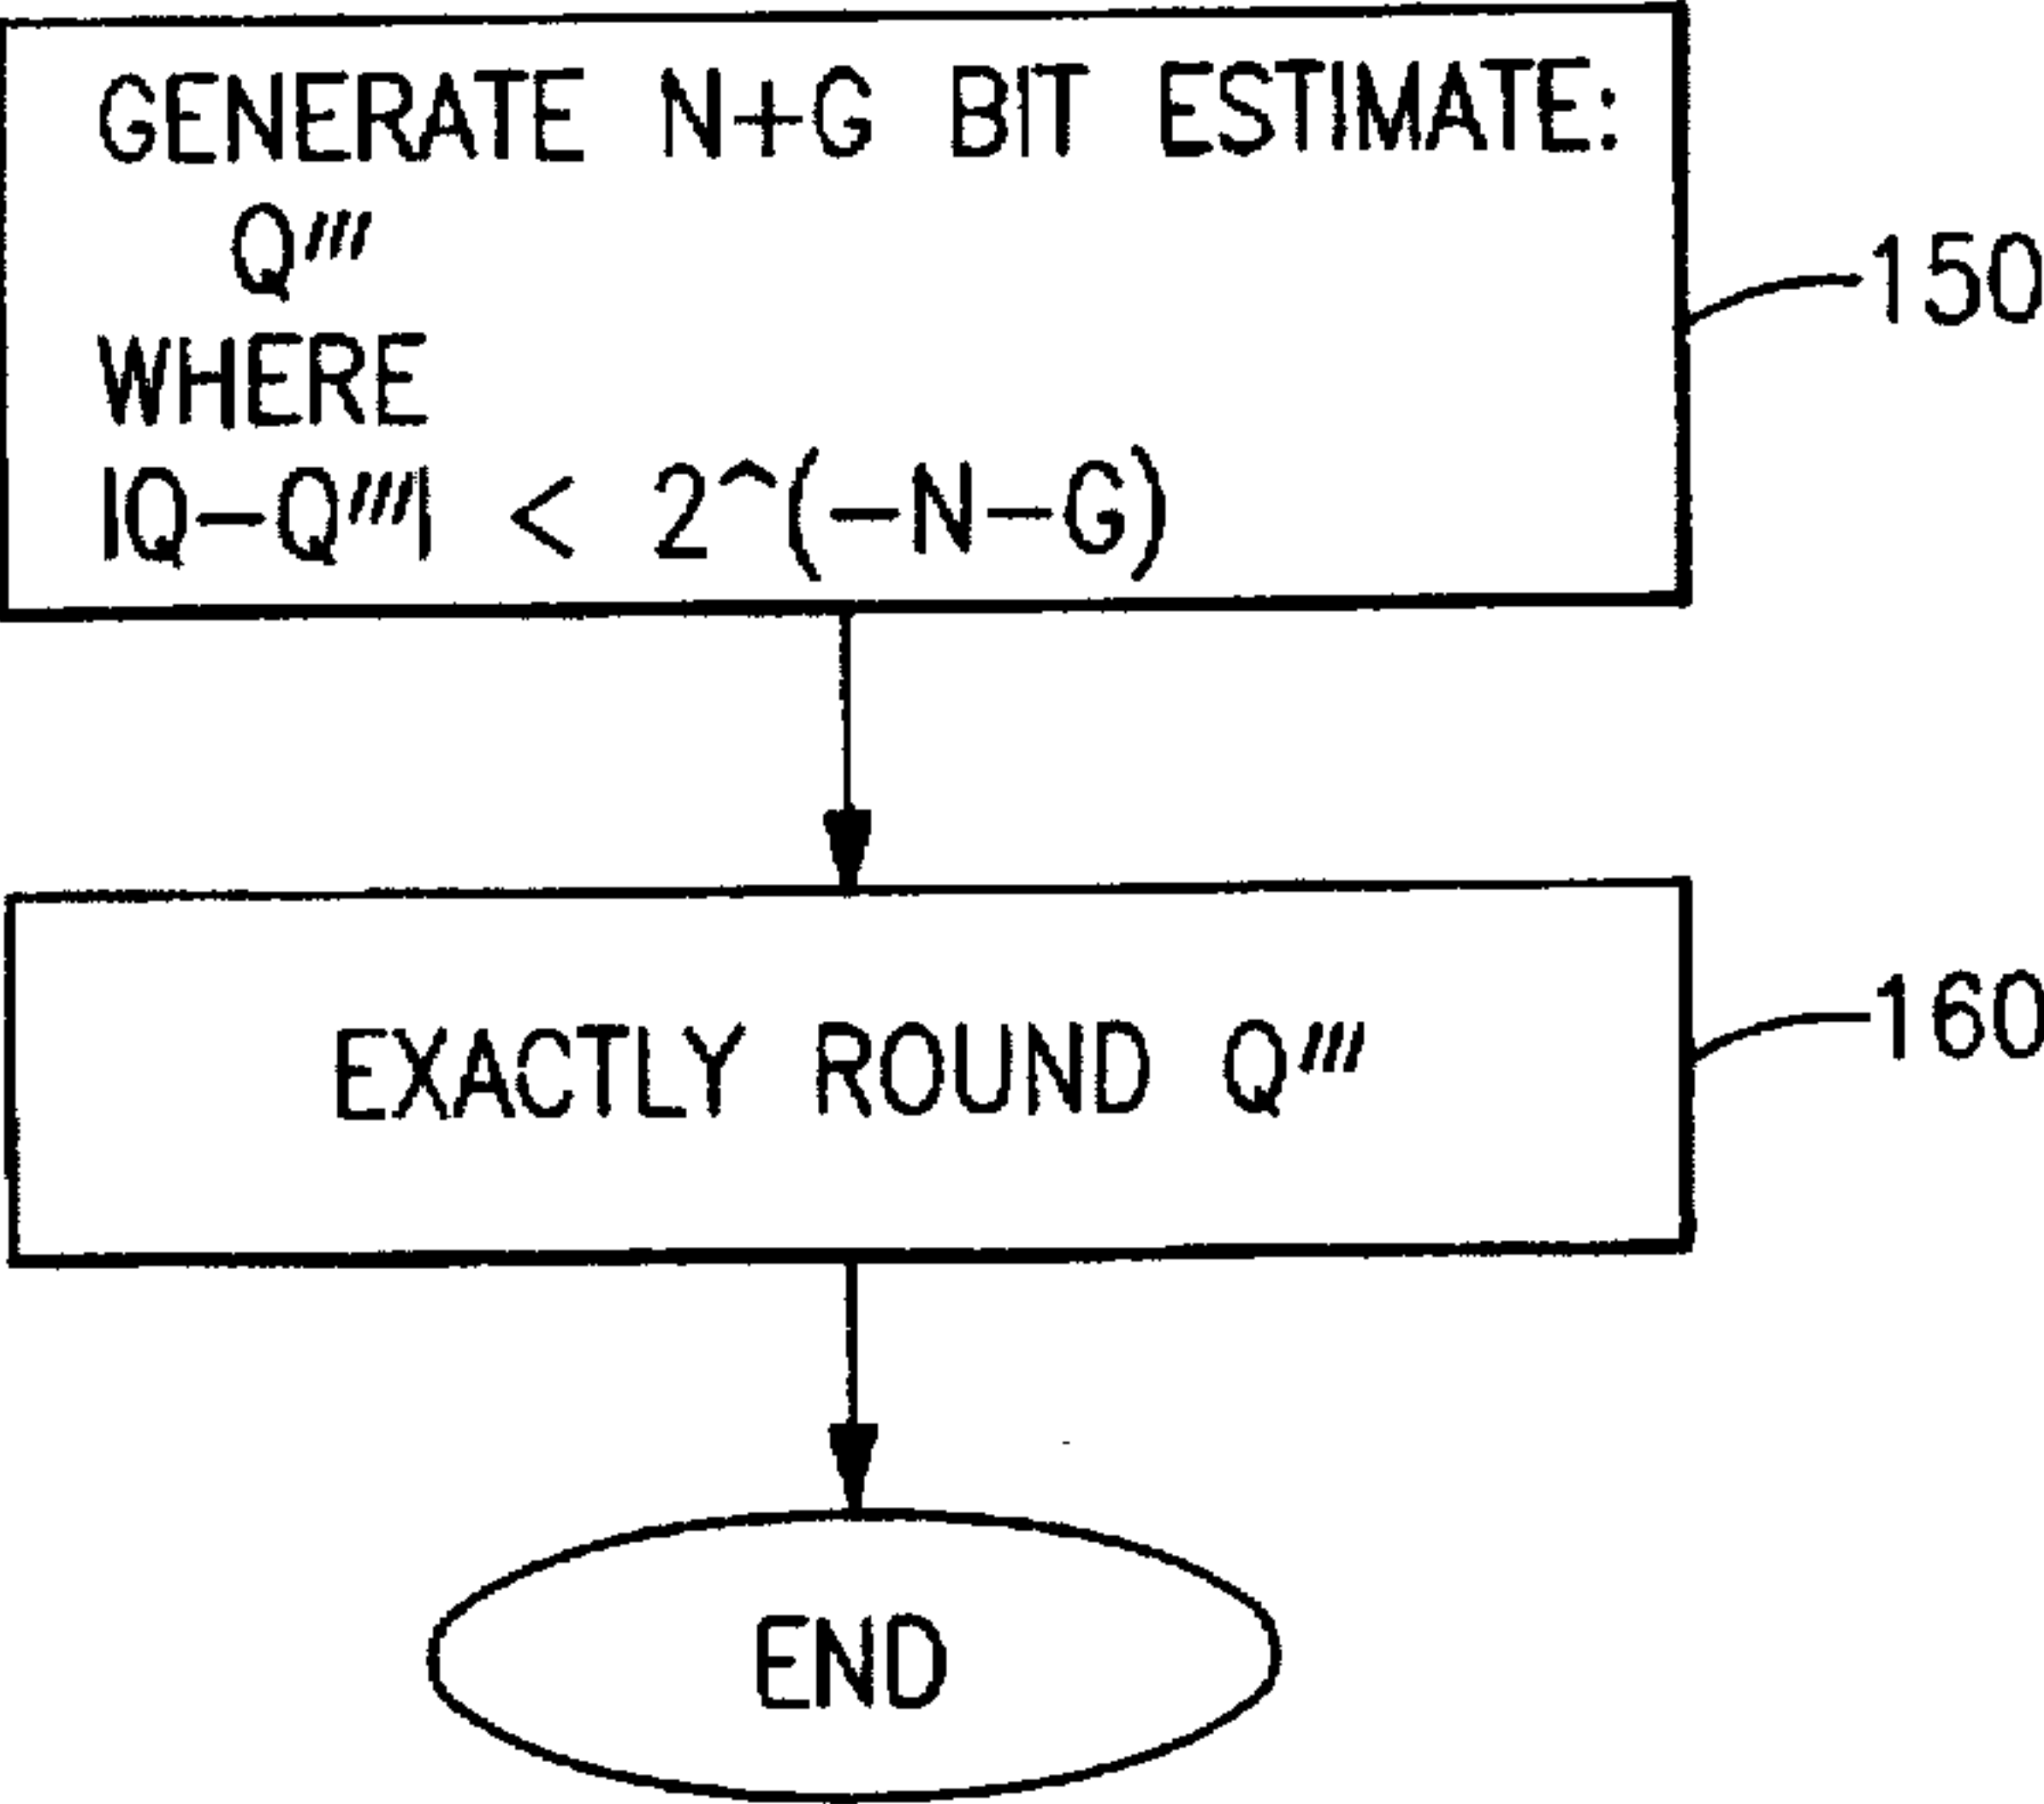 GENERATE N+G BIT ESTIMATE:
Q'''
WHERE
|Q-Q'''| < 2^(-N-G)
150
EXACTLY ROUND Q'''
160
END